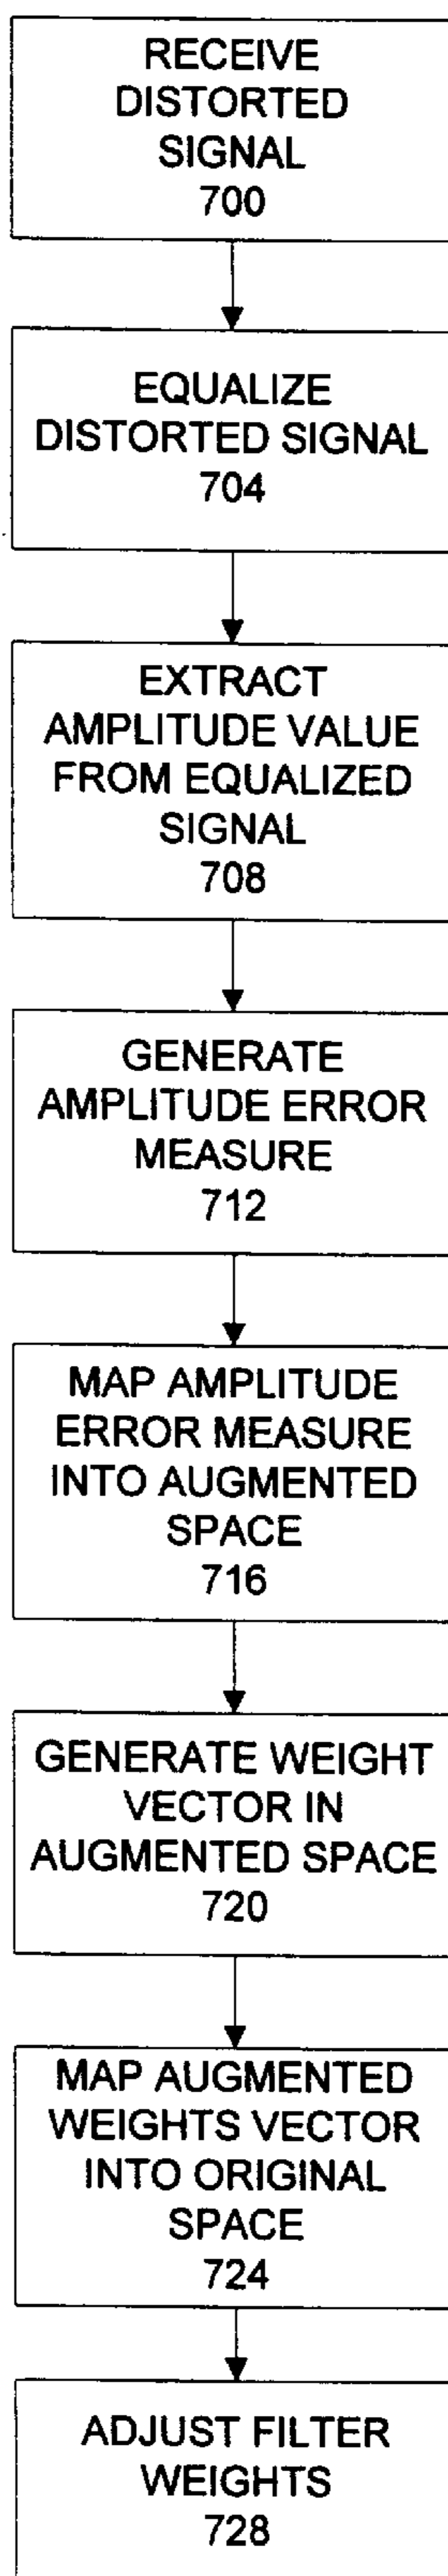 RECEIVE
DISTORTED
SIGNAL
700
EQUALIZE
DISTORTED SIGNAL
704
EXTRACT
AMPLITUDE VALUE
FROM EQUALIZED
SIGNAL
708
GENERATE
AMPLITUDE ERROR
MEASURE
712
MAP AMPLITUDE
ERROR MEASURE
INTO AUGMENTED
SPACE
716
GENERATE WEIGHT
VECTOR IN
AUGMENTED SPACE
720
MAP AUGMENTED
WEIGHTS VECTOR
INTO ORIGINAL
SPACE
724
ADJUST FILTER
WEIGHTS
728